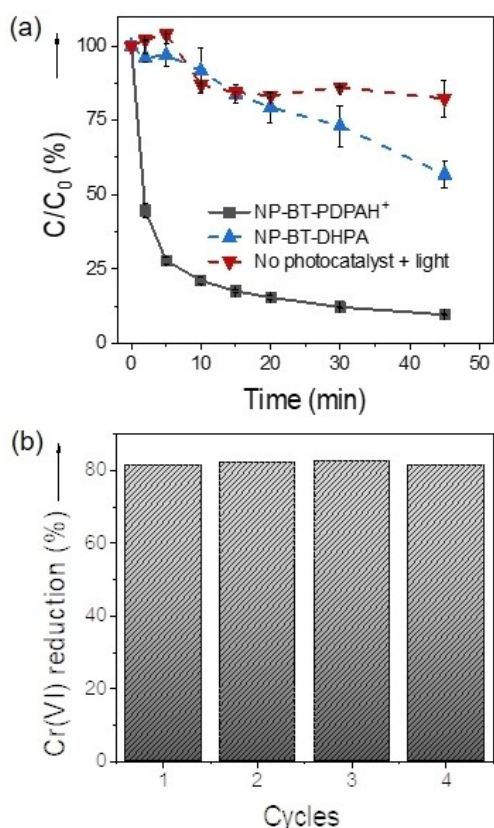 (a)
C/C₀ (%)
100
75
50
25
0
NP-BT-PDPAH⁺
NP-BT-DHPA
No photocatalyst + light
0 10 20 30 40 50
Time (min)
(b)
Cr(VI) reduction (%)
80
60
40
20
0
1 2 3 4
Cycles